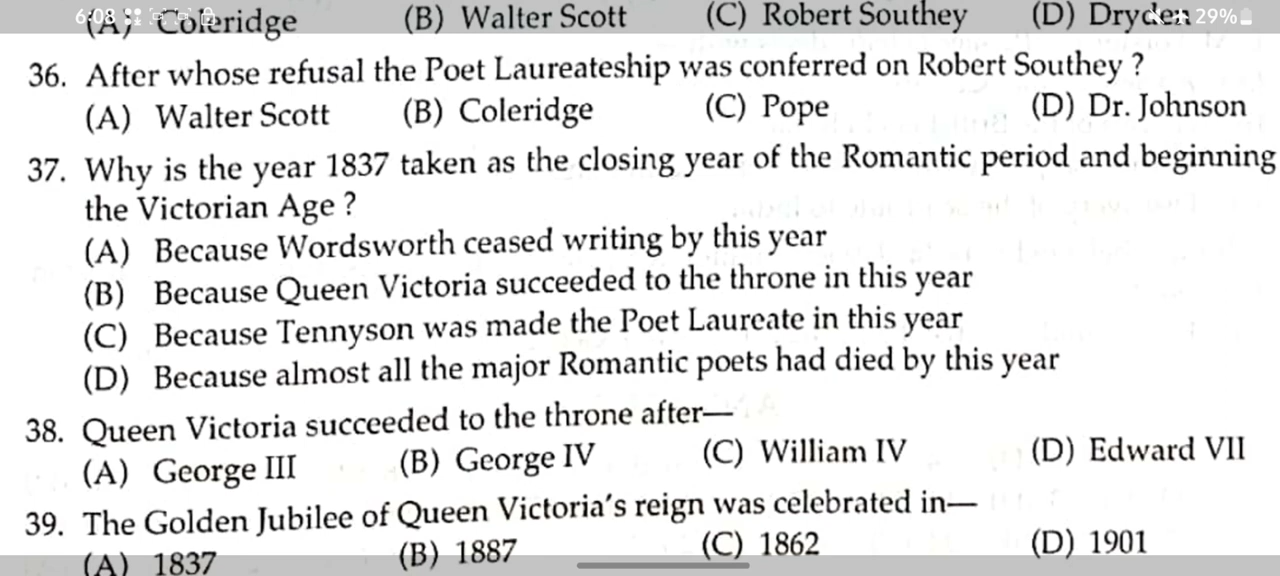 6:08 29%
(A) Coleridge (B) Walter Scott (C) Robert Southey (D) Dryden
36. After whose refusal the Poet Laureateship was conferred on Robert Southey ?
(A) Walter Scott (B) Coleridge (C) Pope (D) Dr. Johnson
37. Why is the year 1837 taken as the closing year of the Romantic period and beginning
the Victorian Age ?
(A) Because Wordsworth ceased writing by this year
(B) Because Queen Victoria succeeded to the throne in this year
(C) Because Tennyson was made the Poet Laureate in this year
(D) Because almost all the major Romantic poets had died by this year
38. Queen Victoria succeeded to the throne after—
(A) George III (B) George IV (C) William IV (D) Edward VII
39. The Golden Jubilee of Queen Victoria's reign was celebrated in—
(A) 1837 (B) 1887 (C) 1862 (D) 1901